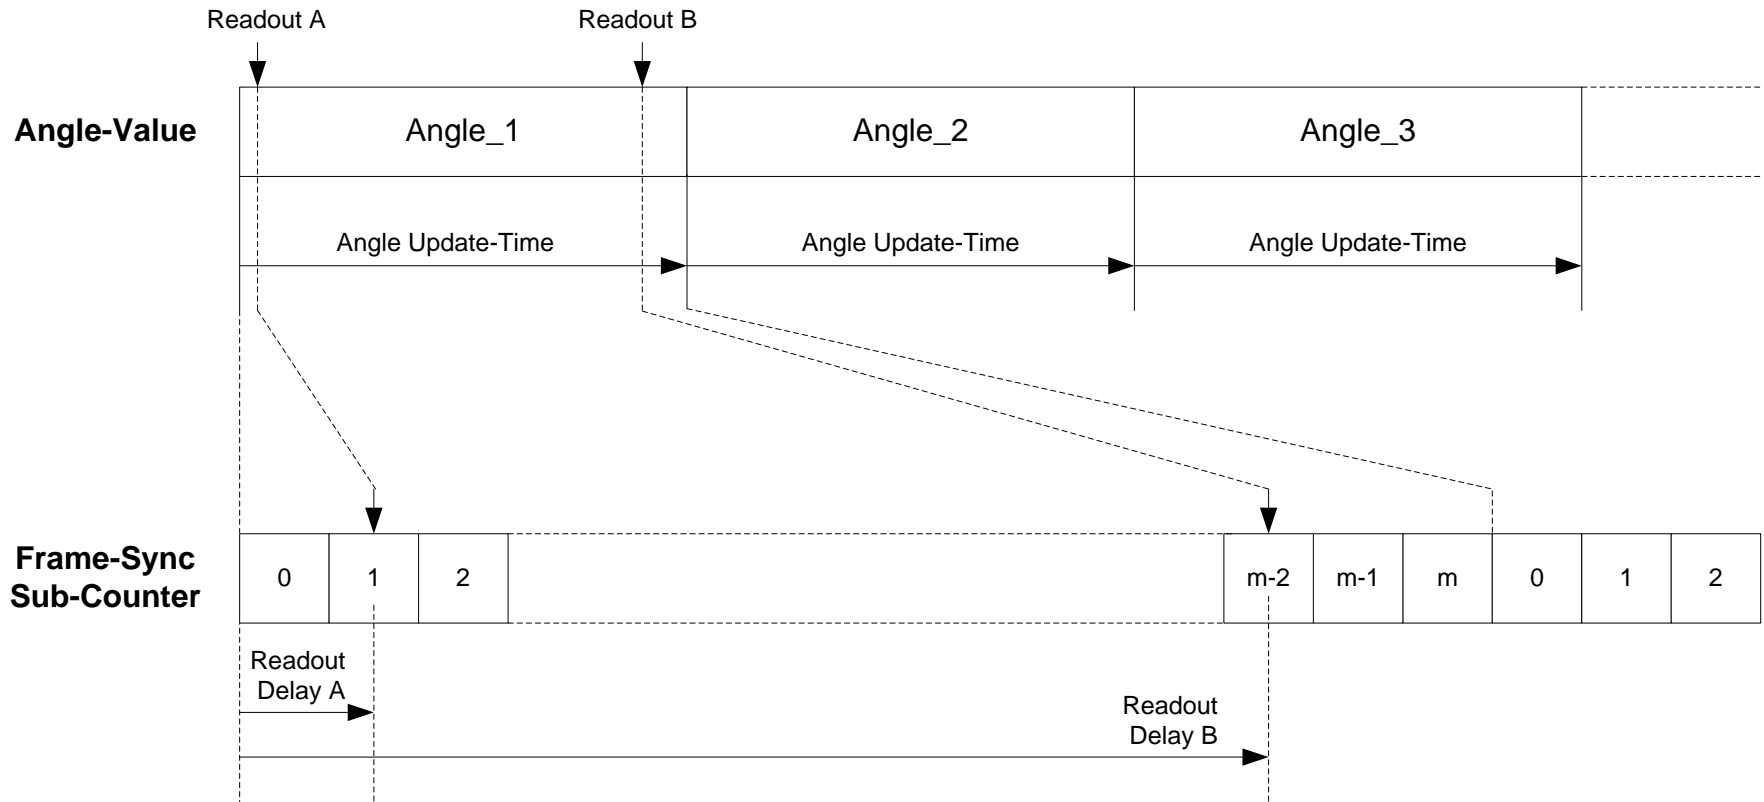 Readout A
Readout B
Angle-Value
Angle_1
Angle_2
Angle_3
Angle Update-Time
Angle Update-Time
Angle Update-Time
Frame-Sync
Sub-Counter
0
1
2
m-2
m-1
m
0
1
2
Readout
Delay A
Readout
Delay B